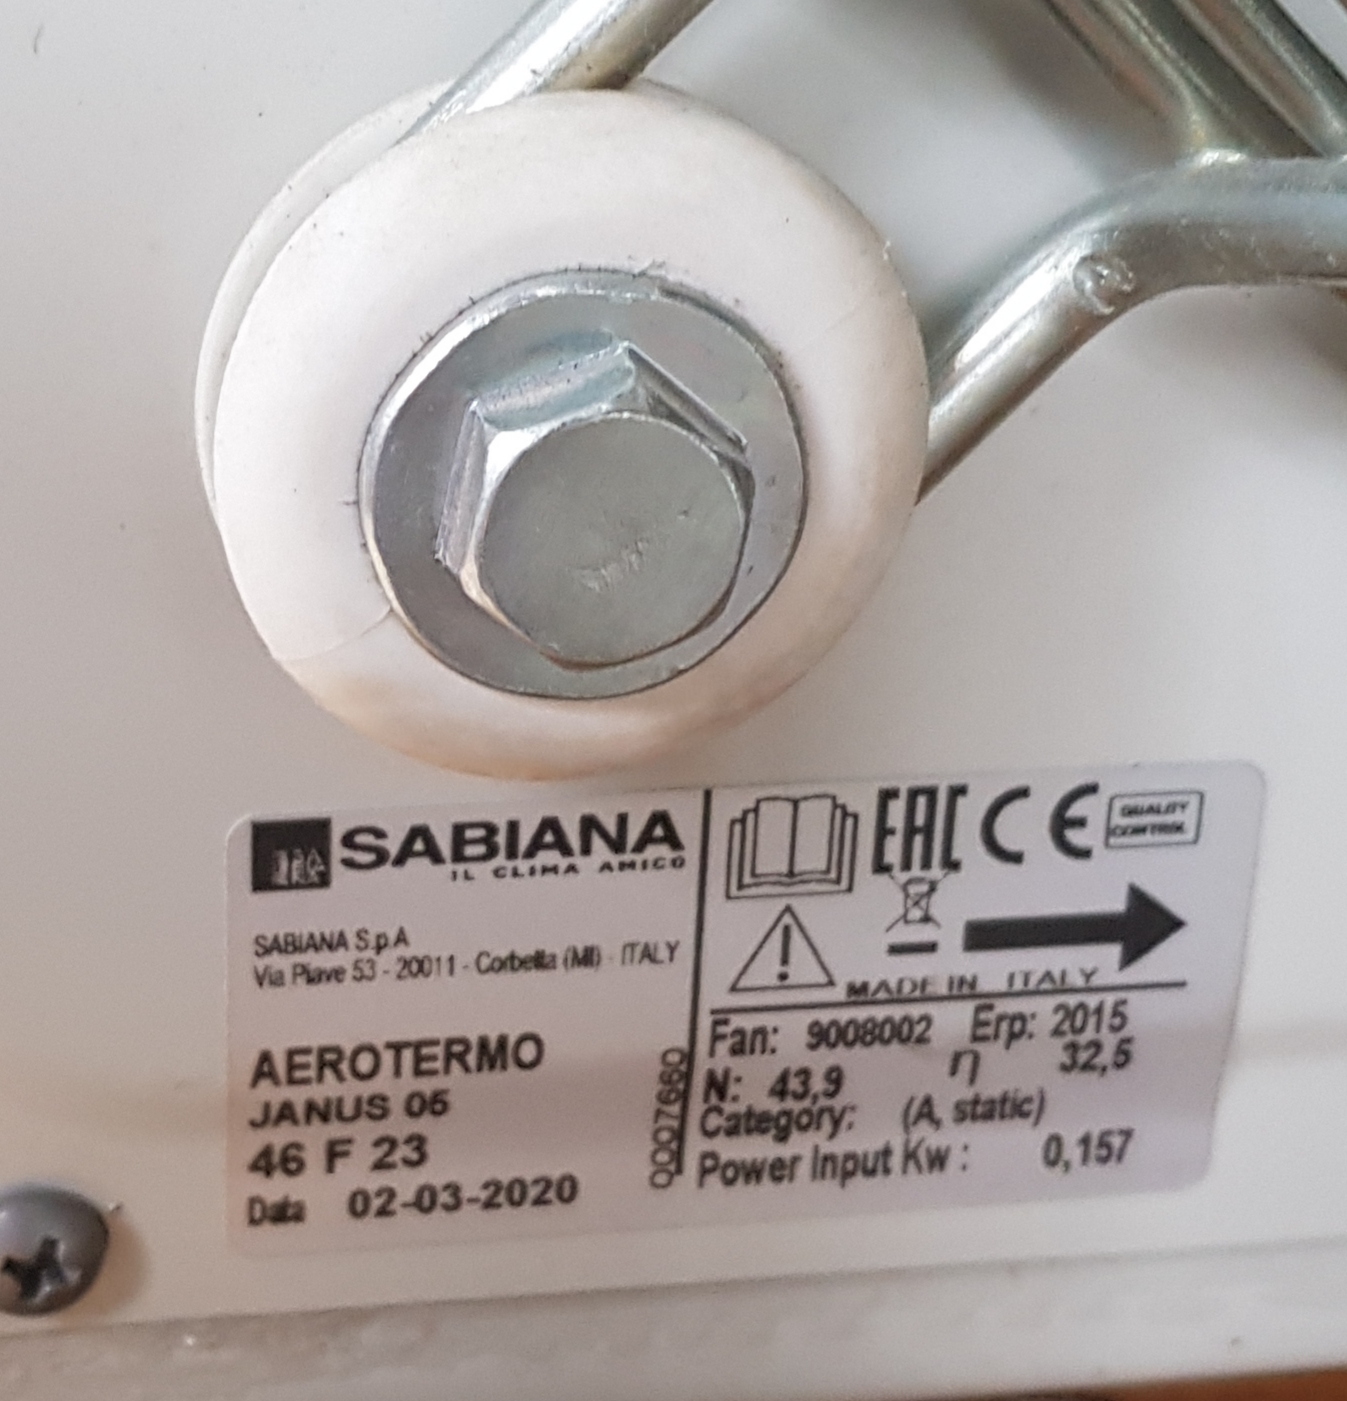 SABIANA
IL CLIMA AMICO
SABIANA S.p.A
Via Piave 53 - 20011 - Corbetta (MI) - ITALY
AEROTERMO
JANUS 05
46 F 23
Data 02-03-2020
QQQ7660
EAC CE
QUALITY
CONTROL
MADE IN ITALY
Fan: 9008002 Erp: 2015
N: 43,9 η 32,5
Category: (A, static)
Power Input Kw : 0,157